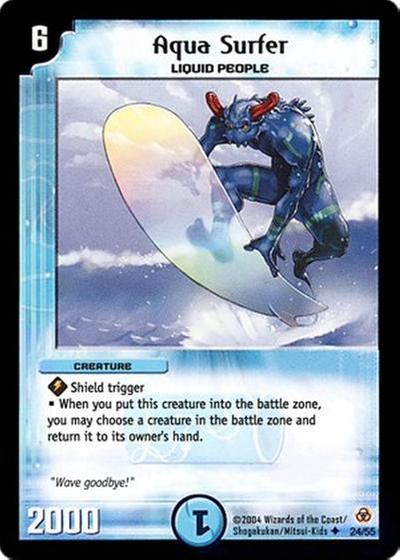 6
Aqua Surfer
LIQUID PEOPLE
CREATURE
Shield trigger
▪ When you put this creature into the battle zone,
you may choose a creature in the battle zone and
return it to its owner's hand.
"Wave goodbye!"
2000
1
©2004 Wizards of the Coast/
Shogakukan/Mitsui-Kids ✦ 24/55